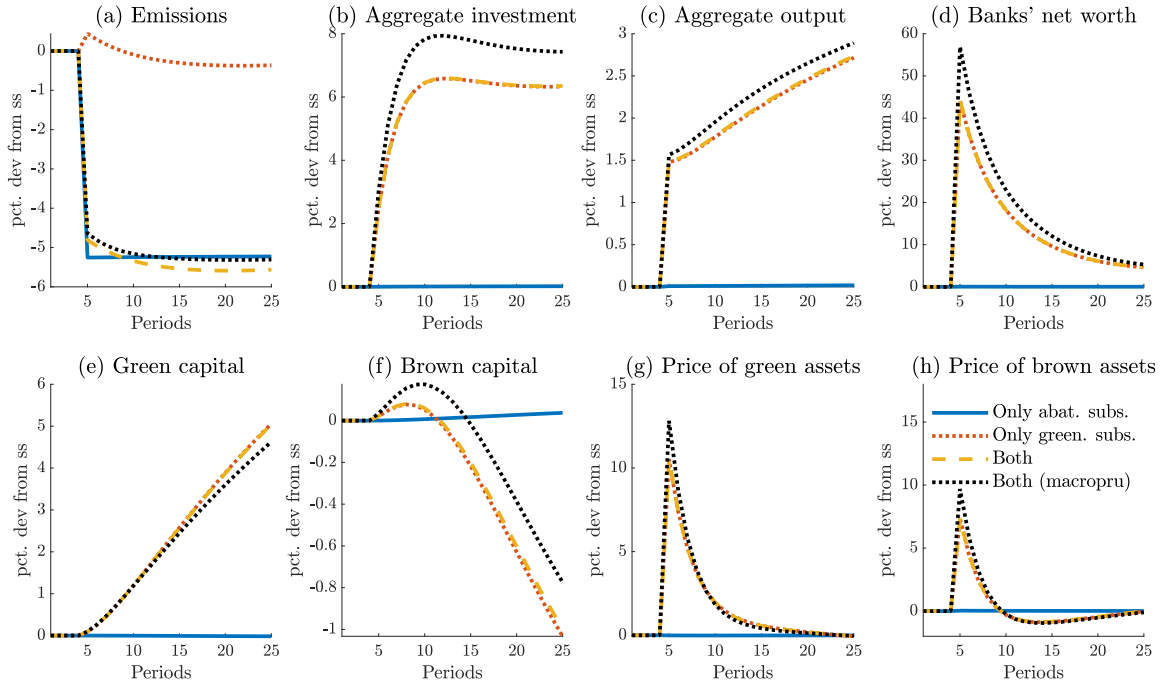 (a) Emissions
(b) Aggregate investment
(c) Aggregate output
(d) Banks' net worth
pct. dev from ss
0
-1
-2
-3
-4
-5
-6
5 10 15 20 25
Periods
pct. dev from ss
8
6
4
2
0
5 10 15 20 25
Periods
pct. dev from ss
3
2.5
2
1.5
1
0.5
0
5 10 15 20 25
Periods
pct. dev from ss
60
50
40
30
20
10
0
5 10 15 20 25
Periods
(e) Green capital
(f) Brown capital
(g) Price of green assets
(h) Price of brown assets
pct. dev from ss
6
5
4
3
2
1
0
5 10 15 20 25
Periods
pct. dev from ss
0
-0.2
-0.4
-0.6
-0.8
-1
5 10 15 20 25
Periods
pct. dev from ss
15
10
5
0
5 10 15 20 25
Periods
pct. dev from ss
15
10
5
0
5 10 15 20 25
Periods
Only abat. subs.
Only green. subs.
Both
Both (macropru)